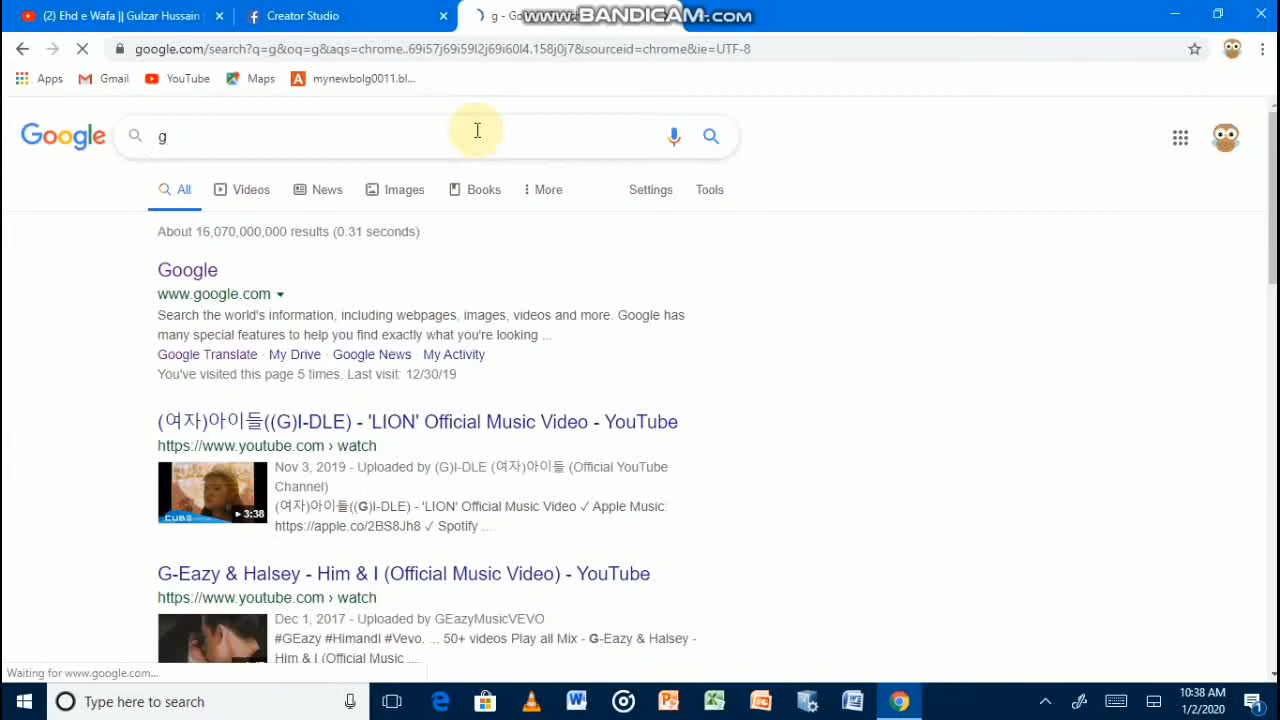 (2) Ehd e Wafa || Gulzar Hussain
Creator Studio
g - Go
www.BANDICAM.com
google.com/search?q=g&oq=g&aqs=chrome..69i57j69i59l2j69i60l4.158j0j7&sourceid=chrome&ie=UTF-8
Apps
Gmail
YouTube
Maps
mynewbolg0011.bl...
Google
g
All
Videos
News
Images
Books
More
Settings
Tools
About 16,070,000,000 results (0.31 seconds)
Google
www.google.com
Search the world's information, including webpages, images, videos and more. Google has
many special features to help you find exactly what you're looking ...
Google Translate · My Drive · Google News · My Activity
You've visited this page 5 times. Last visit: 12/30/19
(여자)아이들((G)I-DLE) - 'LION' Official Music Video - YouTube
https://www.youtube.com › watch
3:38
CUBE
Nov 3, 2019 - Uploaded by (G)I-DLE (여자)아이들 (Official YouTube
Channel)
(여자)아이들((G)I-DLE) - 'LION' Official Music Video ✓ Apple Music:
https://apple.co/2BS8Jh8 ✓ Spotify ...
G-Eazy & Halsey - Him & I (Official Music Video) - YouTube
https://www.youtube.com › watch
Dec 1, 2017 - Uploaded by GEazyMusicVEVO
#GEazy #HimandI #Vevo. ... 50+ videos Play all Mix - G-Eazy & Halsey -
Him & I (Official Music ...
Waiting for www.google.com...
Type here to search
10:38 AM
1/2/2020
1